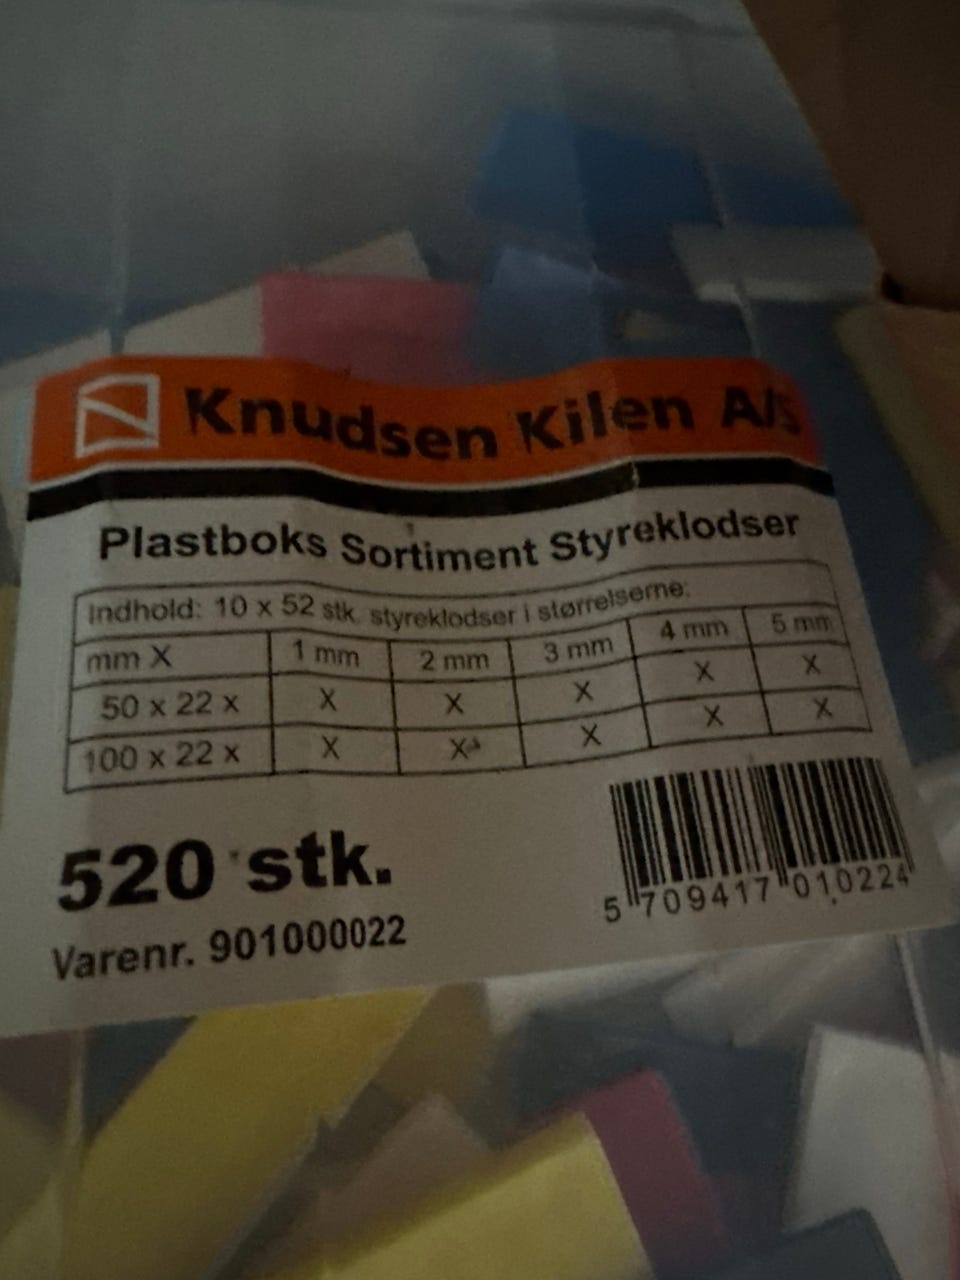 Knudsen Kilen A/S
Plastboks Sortiment Styreklodser
Indhold: 10 x 52 stk. styreklodser i størrelserne:
mm X 1 mm 2 mm 3 mm 4 mm 5 mm
50 x 22 x X X X X X
100 x 22 x X X X X X
520 stk.
Varenr. 901000022
5 709417 010224